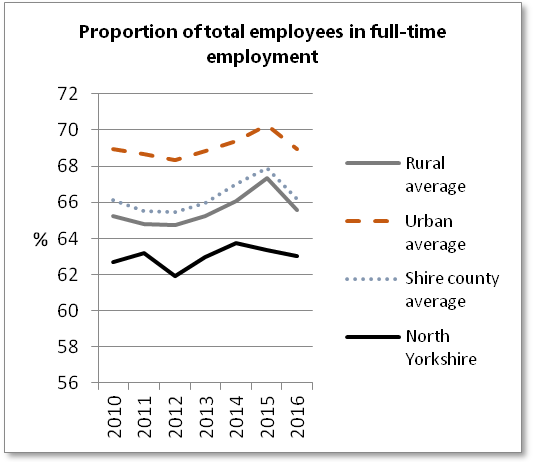 Proportion of total employees in full-time
employment
72
70
68
66
64
62
60
58
56
%
2010
2011
2012
2013
2014
2015
2016
Rural
average
Urban
average
Shire county
average
North
Yorkshire